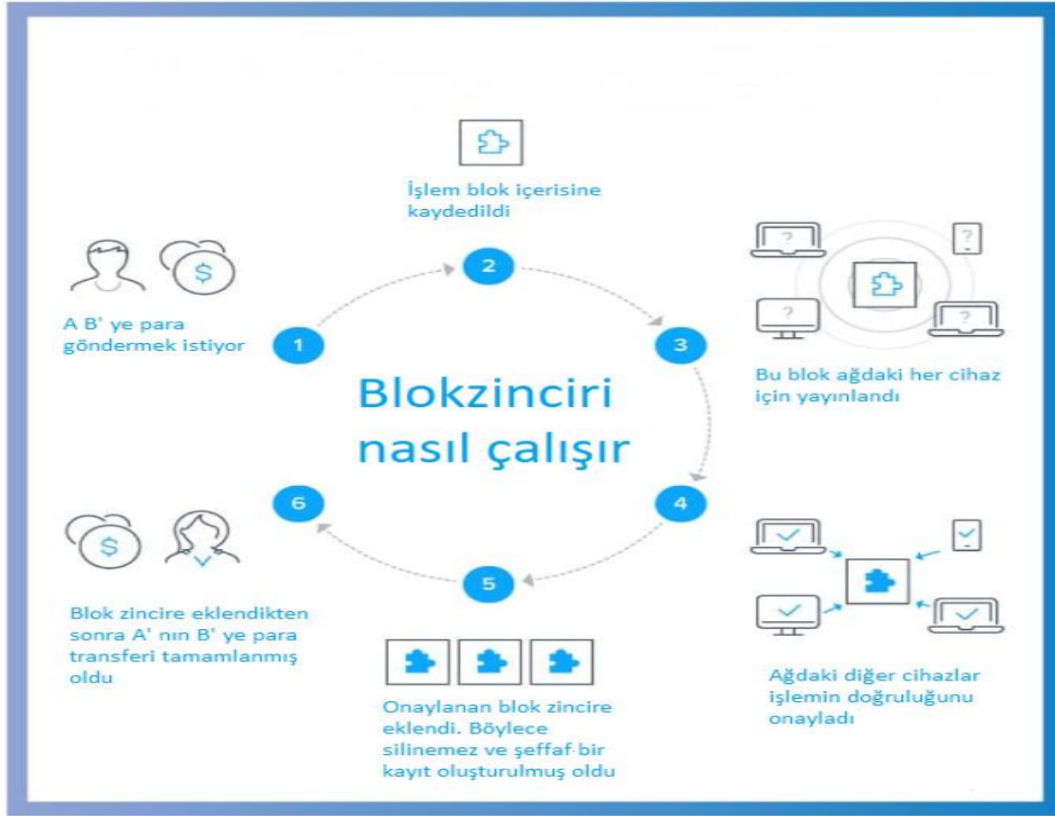 İşlem blok içerisine
kaydedildi
2
$
A B' ye para
göndermek istiyor
1
?
?
?
?
3
Bu blok ağdaki her cihaz
için yayınlandı
Blokzinciri
nasıl çalışır
4
Ağdaki diğer cihazlar
işlemin doğruluğunu
onayladı
5
Onaylanan blok zincire
eklendi. Böylece
silinemez ve şeffaf bir
kayıt oluşturulmuş oldu
6
$
Blok zincire eklendikten
sonra A' nın B' ye para
transferi tamamlanmış
oldu